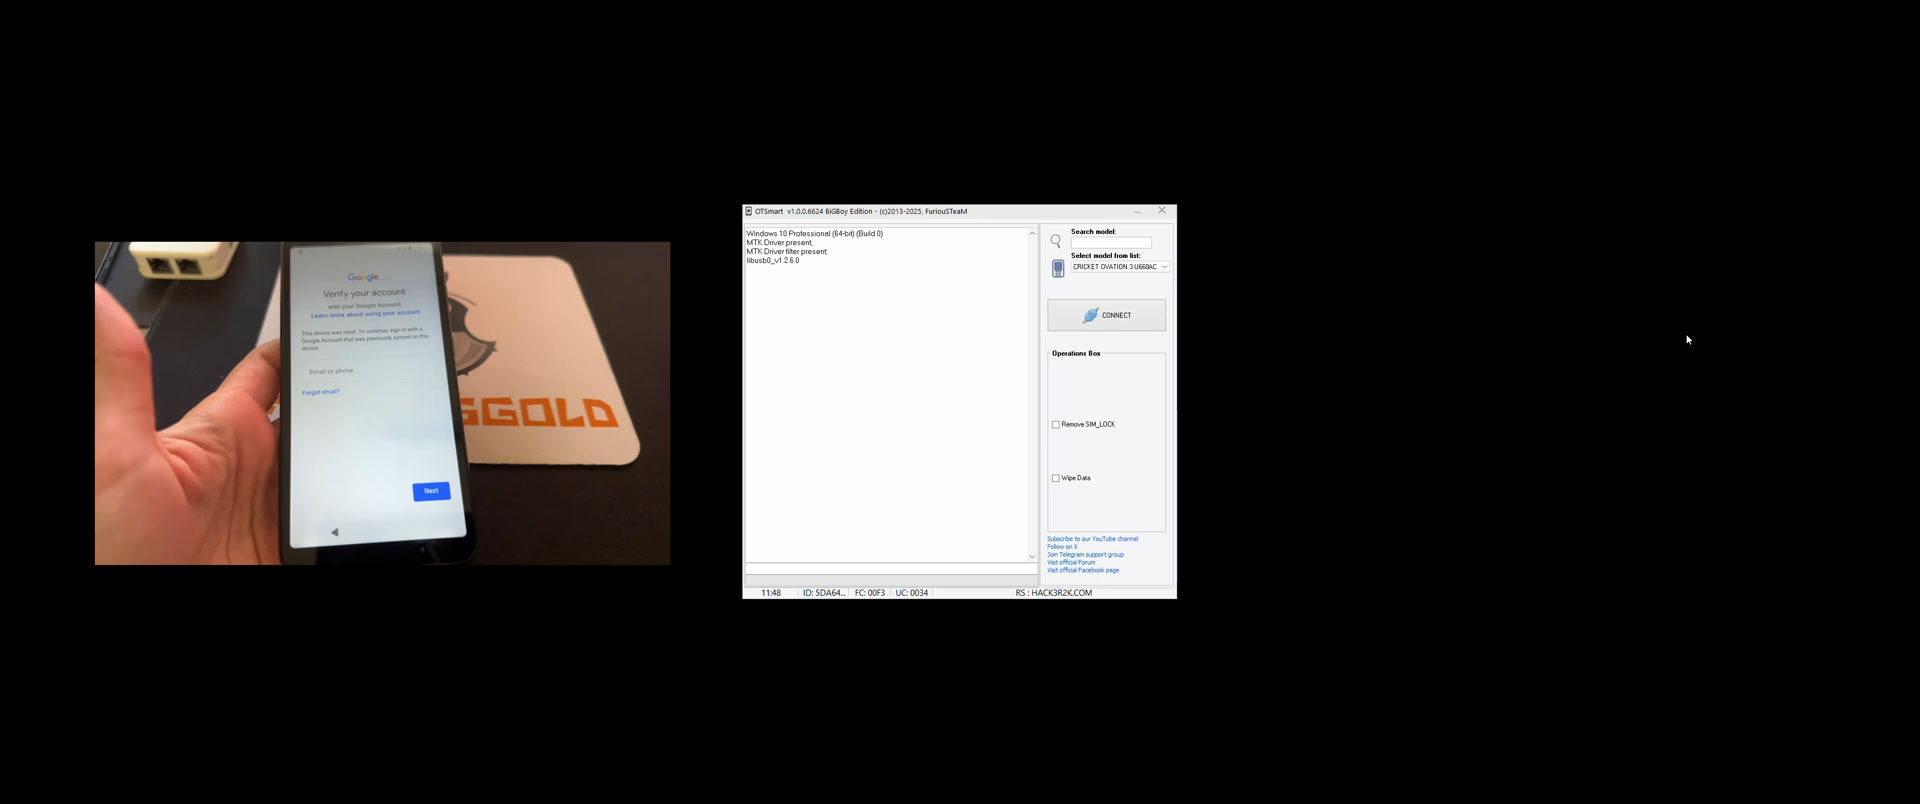 Google
Verify your account
with your Google Account.
Learn more about using your account
This device was reset. To continue, sign in with a
Google Account that was previously synced on this
device.
Email or phone
Forgot email?
Next
GOLD
OTSmart v1.0.0.6624 BiGBoy Edition - (c)2013-2025, FuriouSTeaM
Windows 10 Professional (64-bit) (Build 0)
MTK Driver present;
MTK Driver filter present;
libusb0_v1.2.6.0
Search model:
Select model from list:
CRICKET OVATION 3 U668AC
CONNECT
Operations Box
Remove SIM_LOCK
Wipe Data
Subscribe to our YouTube channel
Follow on X
Join Telegram support group
Visit official Forum
Visit official Facebook page
11:48 ID: 5DA64... FC: 00F3 UC: 0034 RS : HACK3R2K.COM